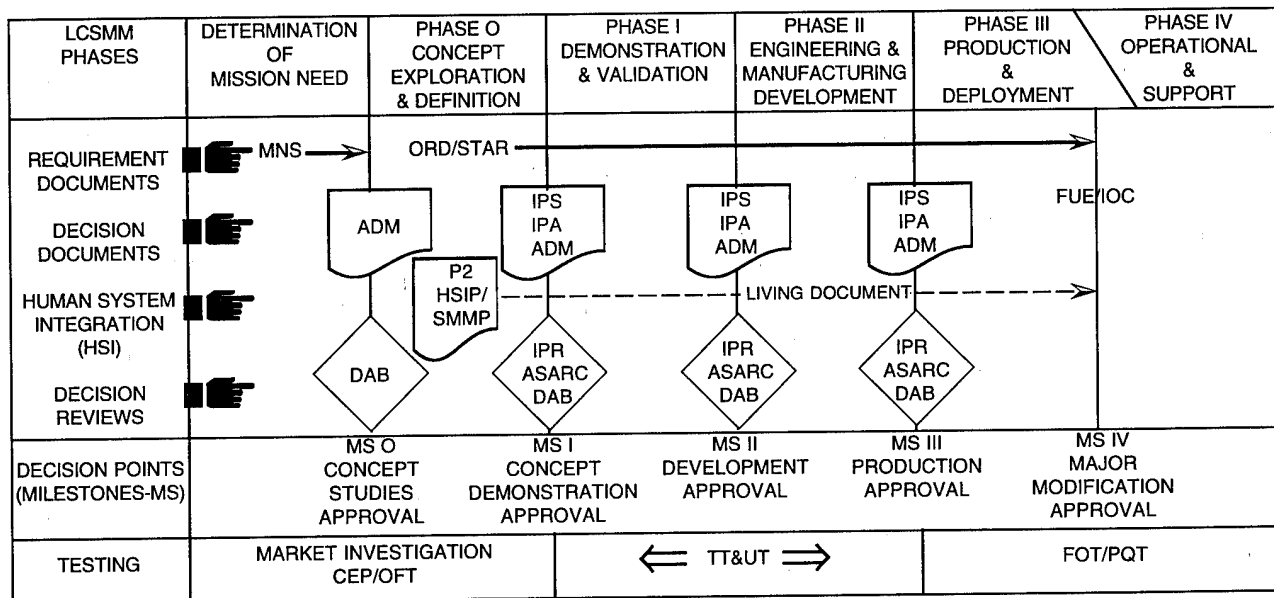 LCSMM
PHASES
DETERMINATION
OF
MISSION NEED
PHASE O
CONCEPT
EXPLORATION
& DEFINITION
PHASE I
DEMONSTRATION
& VALIDATION
PHASE II
ENGINEERING &
MANUFACTURING
DEVELOPMENT
PHASE III
PRODUCTION
&
DEPLOYMENT
PHASE IV
OPERATIONAL
&
SUPPORT
REQUIREMENT
DOCUMENTS
MNS
ORD/STAR
FUE/IOC
DECISION
DOCUMENTS
ADM
IPS
IPA
ADM
IPS
IPA
ADM
IPS
IPA
ADM
HUMAN SYSTEM
INTEGRATION
(HSI)
P2
HSIP/
SMMP
LIVING DOCUMENT
DECISION
REVIEWS
DAB
IPR
ASARC
DAB
IPR
ASARC
DAB
IPR
ASARC
DAB
DECISION POINTS
(MILESTONES-MS)
MS O
CONCEPT
STUDIES
APPROVAL
MS I
CONCEPT
DEMONSTRATION
APPROVAL
MS II
DEVELOPMENT
APPROVAL
MS III
PRODUCTION
APPROVAL
MS IV
MAJOR
MODIFICATION
APPROVAL
TESTING
MARKET INVESTIGATION
CEP/OFT
TT&UT
FOT/PQT